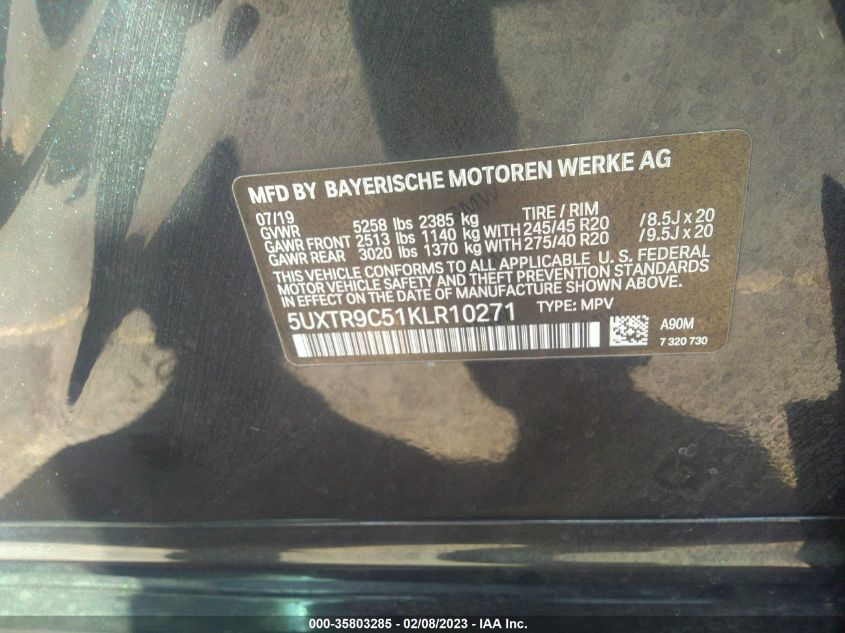 MFD BY BAYERISCHE MOTOREN WERKE AG
07/19 TIRE / RIM
GVWR 5258 lbs 2385 kg
GAWR FRONT 2513 lbs 1140 kg WITH 245/45 R20 /8.5J x 20
GAWR REAR 3020 lbs 1370 kg WITH 275/40 R20 /9.5J x 20
THIS VEHICLE CONFORMS TO ALL APPLICABLE U. S. FEDERAL
MOTOR VEHICLE SAFETY AND THEFT PREVENTION STANDARDS
IN EFFECT ON THE DATE OF MANUFACTURE SHOWN ABOVE.
5UXTR9C51KLR10271 TYPE: MPV
A90M
7 320 730
000-35803285 - 02/08/2023 - IAA Inc.